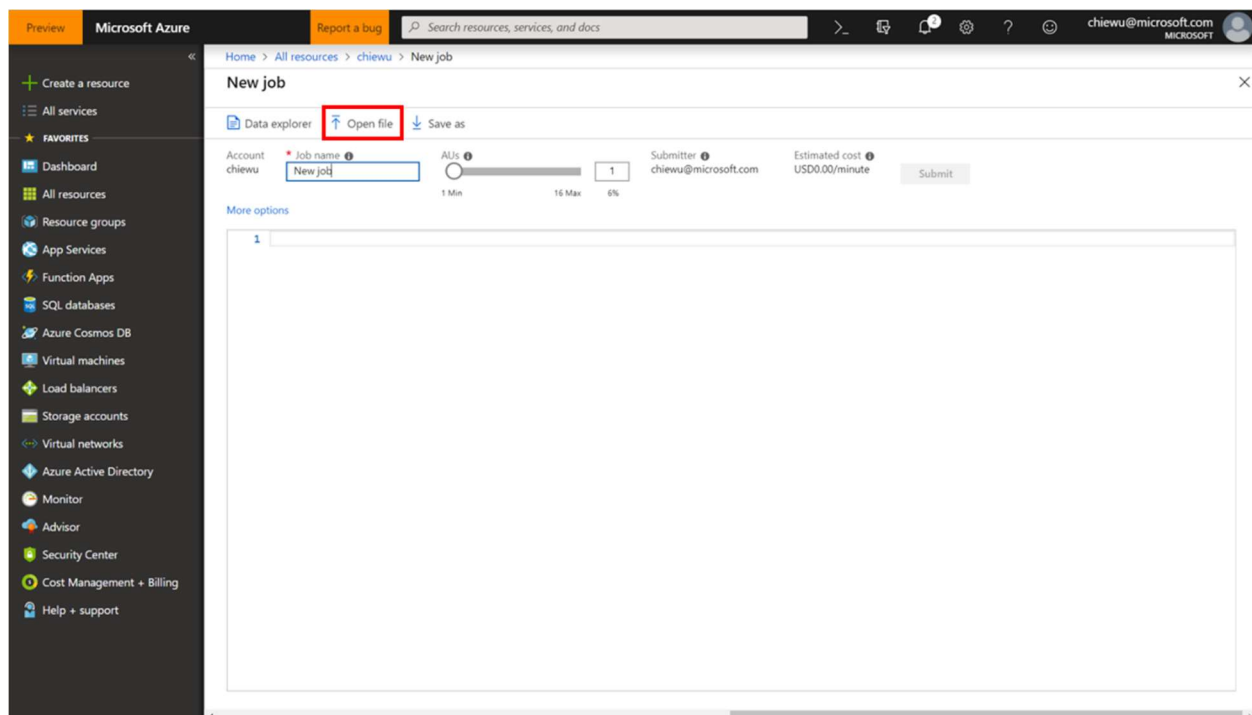 Preview Microsoft Azure Report a bug Search resources, services, and docs >_ 2 ? chiewu@microsoft.com
MICROSOFT
«
Home > All resources > chiewu > New job
New job
Create a resource
All services
FAVORITES
Dashboard
All resources
Resource groups
App Services
Function Apps
SQL databases
Azure Cosmos DB
Virtual machines
Load balancers
Storage accounts
Virtual networks
Azure Active Directory
Monitor
Advisor
Security Center
Cost Management + Billing
Help + support
Data explorer Open file Save as
Account * Job name AUs Submitter Estimated cost
chiewu New job 1 chiewu@microsoft.com USD0.00/minute Submit
1 Min 16 Max 6%
More options
1